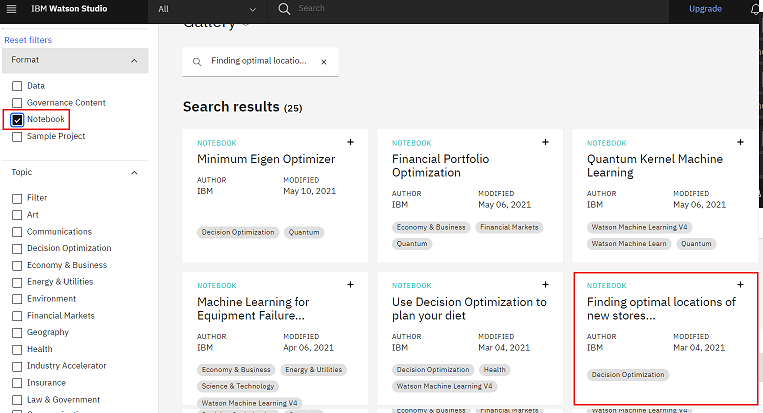 IBM Watson Studio
All
Search
Upgrade
Gallery
Reset filters
Format
Data
Governance Content
Notebook
Sample Project
Topic
Filter
Art
Communications
Decision Optimization
Economy & Business
Energy & Utilities
Environment
Financial Markets
Geography
Health
Industry Accelerator
Insurance
Law & Government
Finding optimal locatio...
Search results (25)
NOTEBOOK
Minimum Eigen Optimizer
AUTHOR MODIFIED
IBM May 10, 2021
Decision Optimization Quantum
NOTEBOOK
Financial Portfolio
Optimization
AUTHOR MODIFIED
IBM May 06, 2021
Economy & Business Financial Markets
Quantum
NOTEBOOK
Quantum Kernel Machine
Learning
AUTHOR MODIFIED
IBM May 06, 2021
Watson Machine Learning V4
Watson Machine Learn Quantum
NOTEBOOK
Machine Learning for
Equipment Failure...
AUTHOR MODIFIED
IBM Apr 06, 2021
Economy & Business Energy & Utilities
Science & Technology
Watson Machine Learning V4
NOTEBOOK
Use Decision Optimization to
plan your diet
AUTHOR MODIFIED
IBM Mar 04, 2021
Decision Optimization Health
Watson Machine Learning V4
NOTEBOOK
Finding optimal locations of
new stores...
AUTHOR MODIFIED
IBM Mar 04, 2021
Decision Optimization